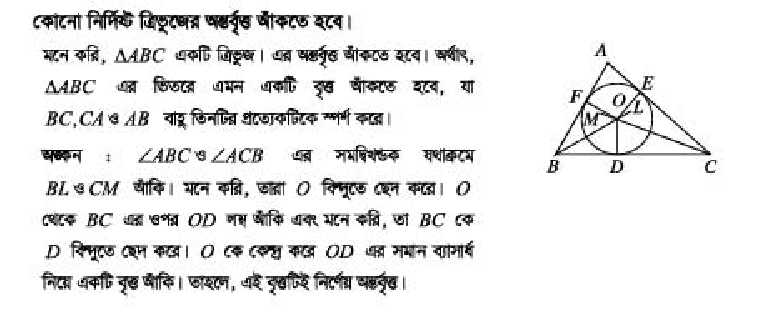 কোনো নির্দিষ্ট ত্রিভুজের অন্তর্বৃত্ত আঁকতে হবে।
মনে করি, △ABC একটি ত্রিভুজ। এর অন্তর্বৃত্ত আঁকতে হবে। অর্থাৎ,
△ABC এর ভিতরে এমন একটি বৃত্ত আঁকতে হবে, যা
BC,CA ও AB বাহু তিনটির প্রত্যেকটিকে স্পর্শ করে।
অঙ্কন : ∠ABC ও ∠ACB এর সমদ্বিখণ্ডক যথাক্রমে
BL ও CM আঁকি। মনে করি, তারা O বিন্দুতে ছেদ করে। O
থেকে BC এর ওপর OD লম্ব আঁকি এবং মনে করি, তা BC কে
D বিন্দুতে ছেদ করে। O কে কেন্দ্র করে OD এর সমান ব্যাসার্ধ
নিয়ে একটি বৃত্ত আঁকি। তাহলে, এই বৃত্তটিই নির্ণেয় অন্তর্বৃত্ত।
A
E
F O L
M
B D C